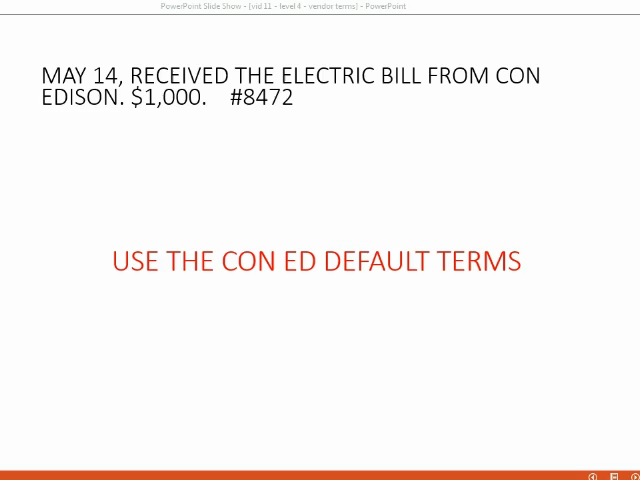 PowerPoint Slide Show - [vid 11 - level 4 - vendor terms] - PowerPoint
MAY 14, RECEIVED THE ELECTRIC BILL FROM CON
EDISON. $1,000. #8472
USE THE CON ED DEFAULT TERMS